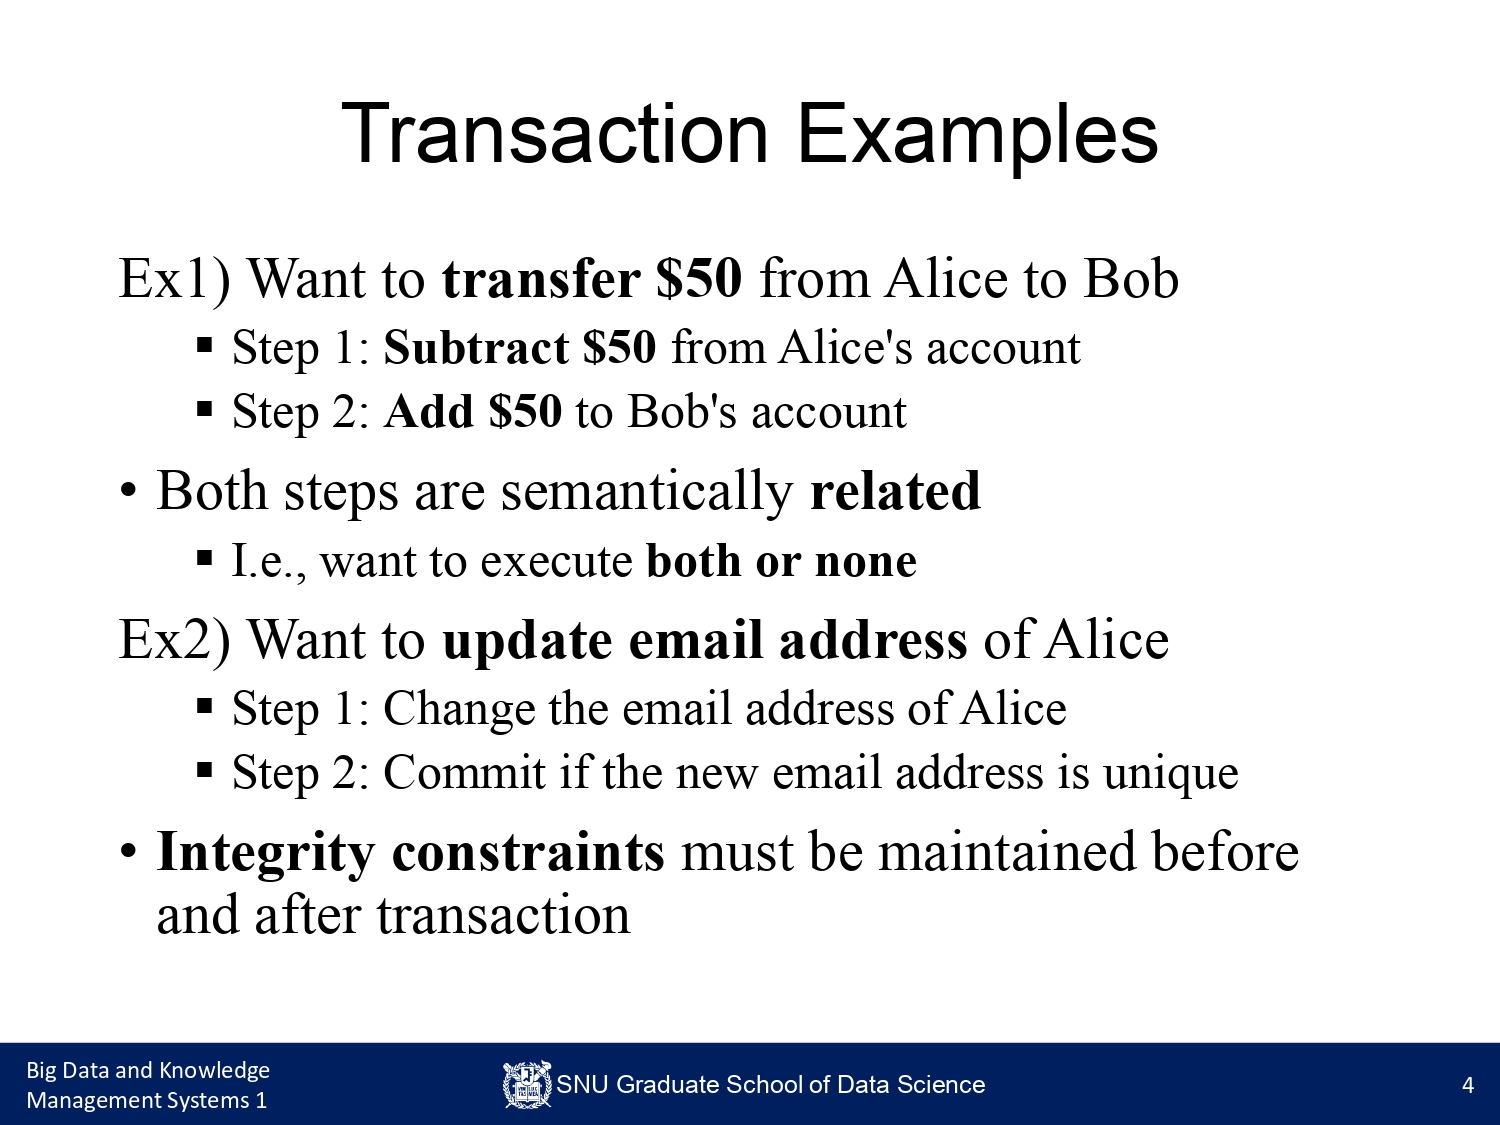 Transaction Examples
Ex1) Want to transfer $50 from Alice to Bob
▪ Step 1: Subtract $50 from Alice's account
▪ Step 2: Add $50 to Bob's account
• Both steps are semantically related
▪ I.e., want to execute both or none
Ex2) Want to update email address of Alice
▪ Step 1: Change the email address of Alice
▪ Step 2: Commit if the new email address is unique
• Integrity constraints must be maintained before
and after transaction
Big Data and Knowledge
Management Systems 1
SNU Graduate School of Data Science
4